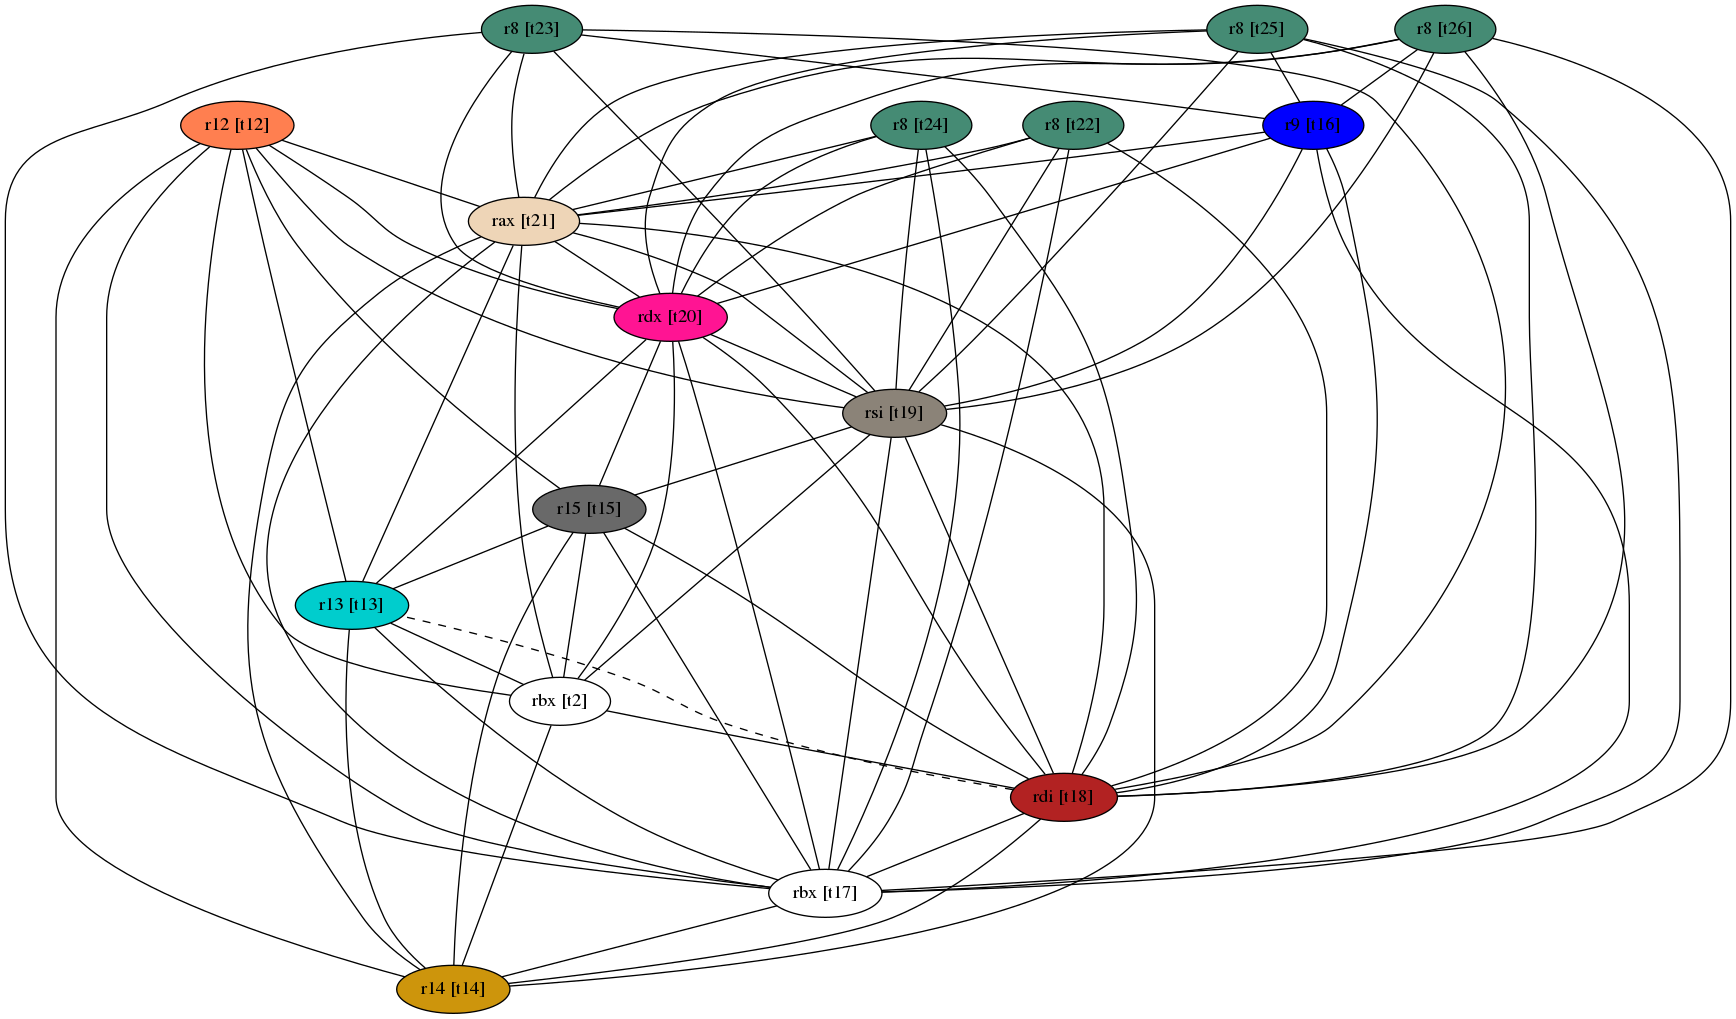 r8 [t23]
r8 [t25]
r8 [t26]
r12 [t12]
r8 [t24]
r8 [t22]
r9 [t16]
rax [t21]
rdx [t20]
rsi [t19]
r15 [t15]
r13 [t13]
rbx [t2]
rdi [t18]
rbx [t17]
r14 [t14]